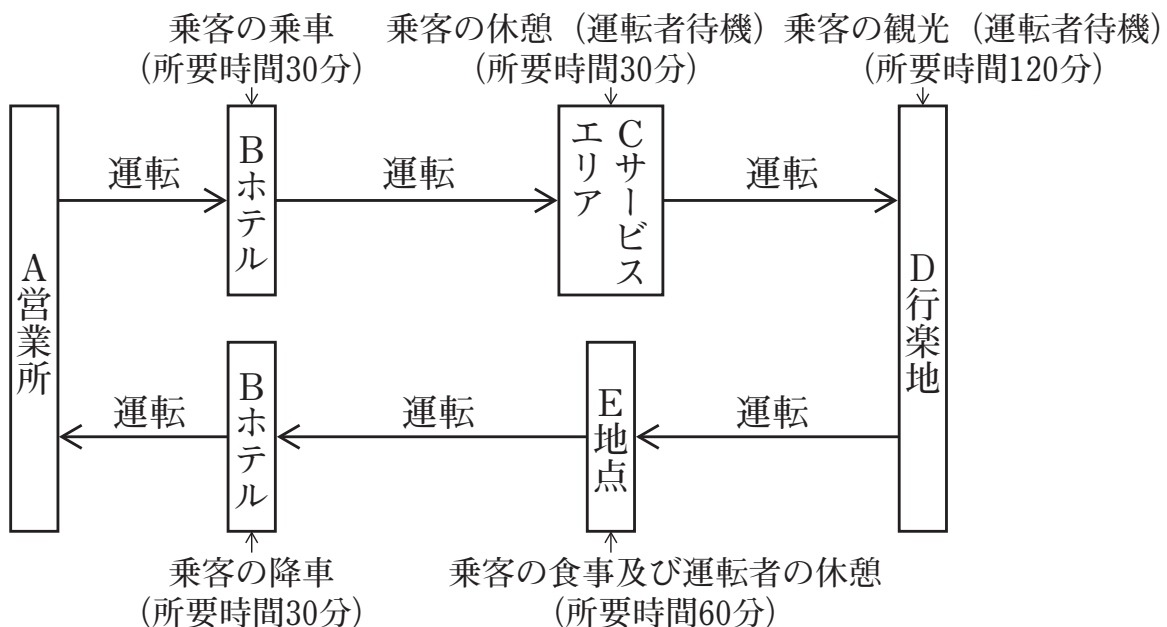 乗客の乗車
(所要時間30分)
乗客の休憩(運転者待機)
(所要時間30分)
乗客の観光(運転者待機)
(所要時間120分)
A営業所
運転
Bホテル
運転
Cサービス
エリア
運転
D行楽地
運転
Bホテル
運転
E地点
運転
乗客の降車
(所要時間30分)
乗客の食事及び運転者の休憩
(所要時間60分)